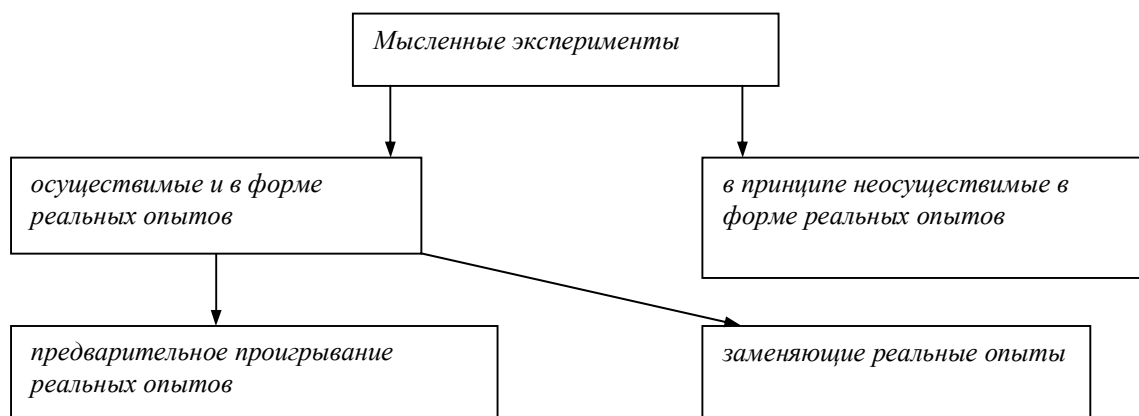 Мысленные эксперименты
осуществимые и в форме
реальных опытов
в принципе неосуществимые в
форме реальных опытов
предварительное проигрывание
реальных опытов
заменяющие реальные опыты